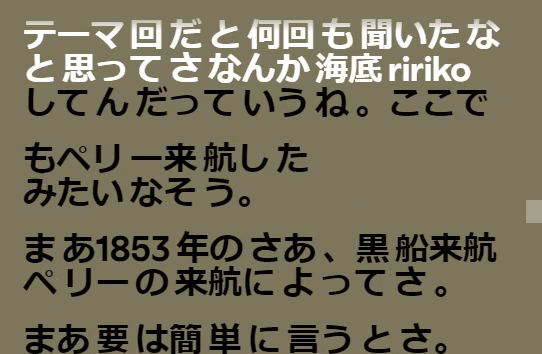 テーマ回だと何回も聞いたな
と思ってさなんか海底ririko
してんだっていうね。ここで
もペリー来航した
みたいなそう。
まあ1853年のさあ、黒船来航
ペリーの来航によってさ。
まあ要は簡単に言うとさ。